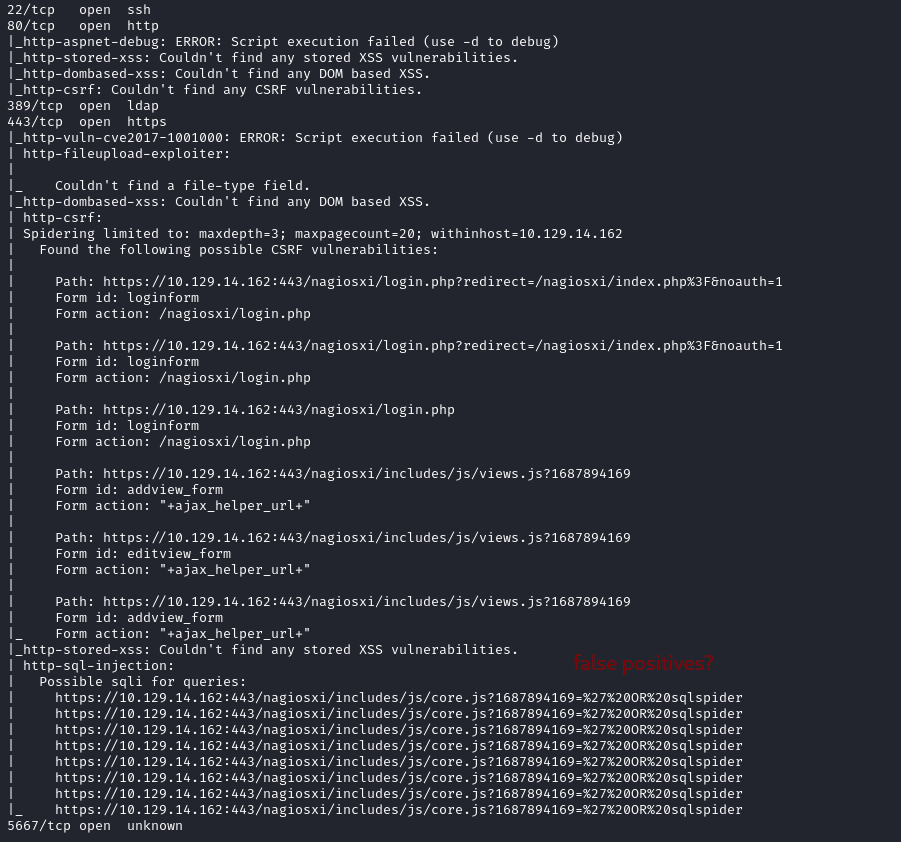 22/tcp   open  ssh
80/tcp   open  http
|_http-aspnet-debug: ERROR: Script execution failed (use -d to debug)
|_http-stored-xss: Couldn't find any stored XSS vulnerabilities.
|_http-dombased-xss: Couldn't find any DOM based XSS.
|_http-csrf: Couldn't find any CSRF vulnerabilities.
389/tcp  open  ldap
443/tcp  open  https
|_http-vuln-cve2017-1001000: ERROR: Script execution failed (use -d to debug)
| http-fileupload-exploiter:
|
|_    Couldn't find a file-type field.
|_http-dombased-xss: Couldn't find any DOM based XSS.
| http-csrf:
| Spidering limited to: maxdepth=3; maxpagecount=20; withinhost=10.129.14.162
|   Found the following possible CSRF vulnerabilities:
|
|     Path: https://10.129.14.162:443/nagiosxi/login.php?redirect=/nagiosxi/index.php%3F&noauth=1
|     Form id: loginform
|     Form action: /nagiosxi/login.php
|
|     Path: https://10.129.14.162:443/nagiosxi/login.php?redirect=/nagiosxi/index.php%3F&noauth=1
|     Form id: loginform
|     Form action: /nagiosxi/login.php
|
|     Path: https://10.129.14.162:443/nagiosxi/login.php
|     Form id: loginform
|     Form action: /nagiosxi/login.php
|
|     Path: https://10.129.14.162:443/nagiosxi/includes/js/views.js?1687894169
|     Form id: addview_form
|     Form action: "+ajax_helper_url+"
|
|     Path: https://10.129.14.162:443/nagiosxi/includes/js/views.js?1687894169
|     Form id: editview_form
|     Form action: "+ajax_helper_url+"
|
|     Path: https://10.129.14.162:443/nagiosxi/includes/js/views.js?1687894169
|     Form id: addview_form
|_    Form action: "+ajax_helper_url+"
|_http-stored-xss: Couldn't find any stored XSS vulnerabilities.
false positives?
| http-sql-injection:
|   Possible sqli for queries:
|     https://10.129.14.162:443/nagiosxi/includes/js/core.js?1687894169=%27%20OR%20sqlspider
|     https://10.129.14.162:443/nagiosxi/includes/js/core.js?1687894169=%27%20OR%20sqlspider
|     https://10.129.14.162:443/nagiosxi/includes/js/core.js?1687894169=%27%20OR%20sqlspider
|     https://10.129.14.162:443/nagiosxi/includes/js/core.js?1687894169=%27%20OR%20sqlspider
|     https://10.129.14.162:443/nagiosxi/includes/js/core.js?1687894169=%27%20OR%20sqlspider
|     https://10.129.14.162:443/nagiosxi/includes/js/core.js?1687894169=%27%20OR%20sqlspider
|     https://10.129.14.162:443/nagiosxi/includes/js/core.js?1687894169=%27%20OR%20sqlspider
|_    https://10.129.14.162:443/nagiosxi/includes/js/core.js?1687894169=%27%20OR%20sqlspider
5667/tcp open  unknown